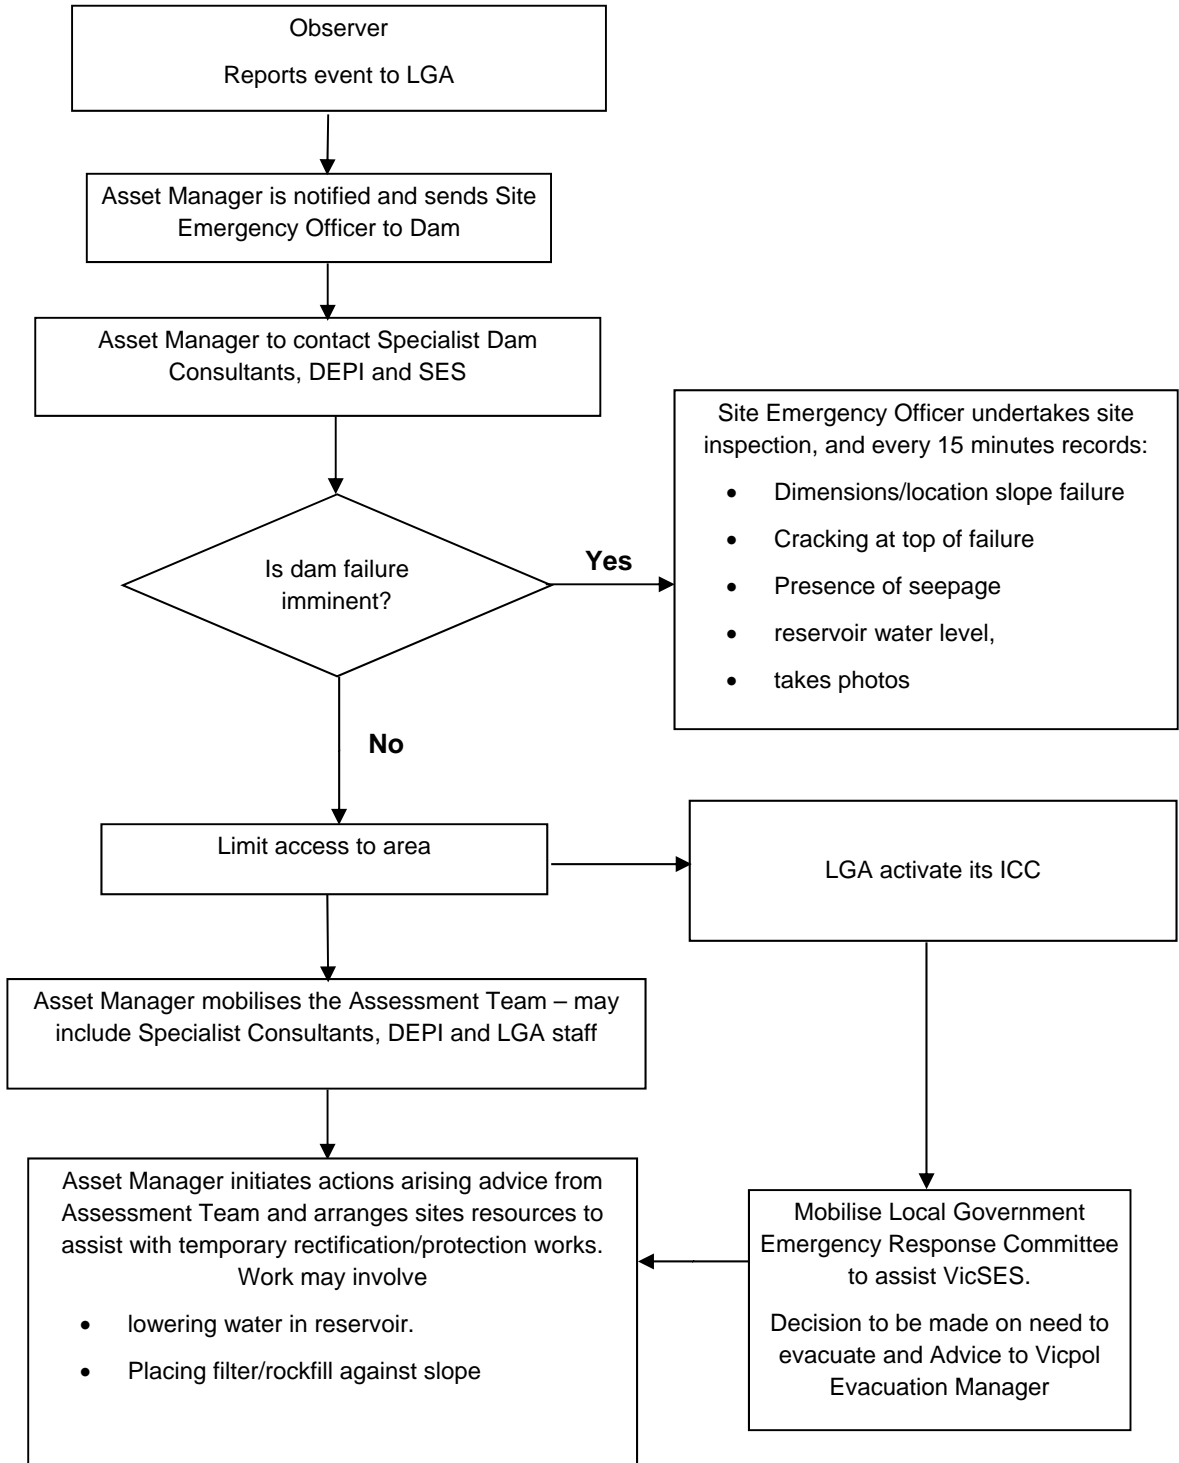 Observer
Reports event to LGA
Asset Manager is notified and sends Site
Emergency Officer to Dam
Asset Manager to contact Specialist Dam
Consultants, DEPI and SES
Is dam failure
imminent?
Yes
Site Emergency Officer undertakes site
inspection, and every 15 minutes records:
• Dimensions/location slope failure
• Cracking at top of failure
• Presence of seepage
• reservoir water level,
• takes photos
No
Limit access to area
LGA activate its ICC
Asset Manager mobilises the Assessment Team – may
include Specialist Consultants, DEPI and LGA staff
Asset Manager initiates actions arising advice from
Assessment Team and arranges sites resources to
assist with temporary rectification/protection works.
Work may involve
• lowering water in reservoir.
• Placing filter/rockfill against slope
Mobilise Local Government
Emergency Response Committee
to assist VicSES.
Decision to be made on need to
evacuate and Advice to Vicpol
Evacuation Manager